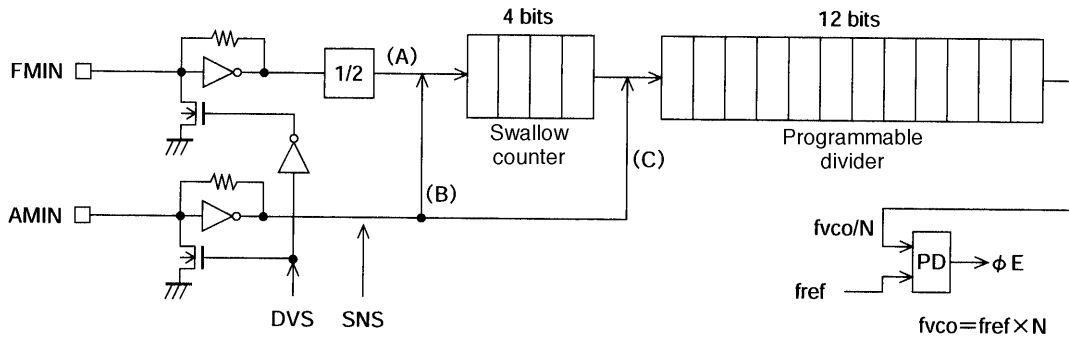 4 bits
12 bits
FMIN
1/2
(A)
Swallow
counter
Programmable
divider
(C)
(B)
AMIN
fvco/N
PD
φE
fref
DVS
SNS
fvco=fref×N